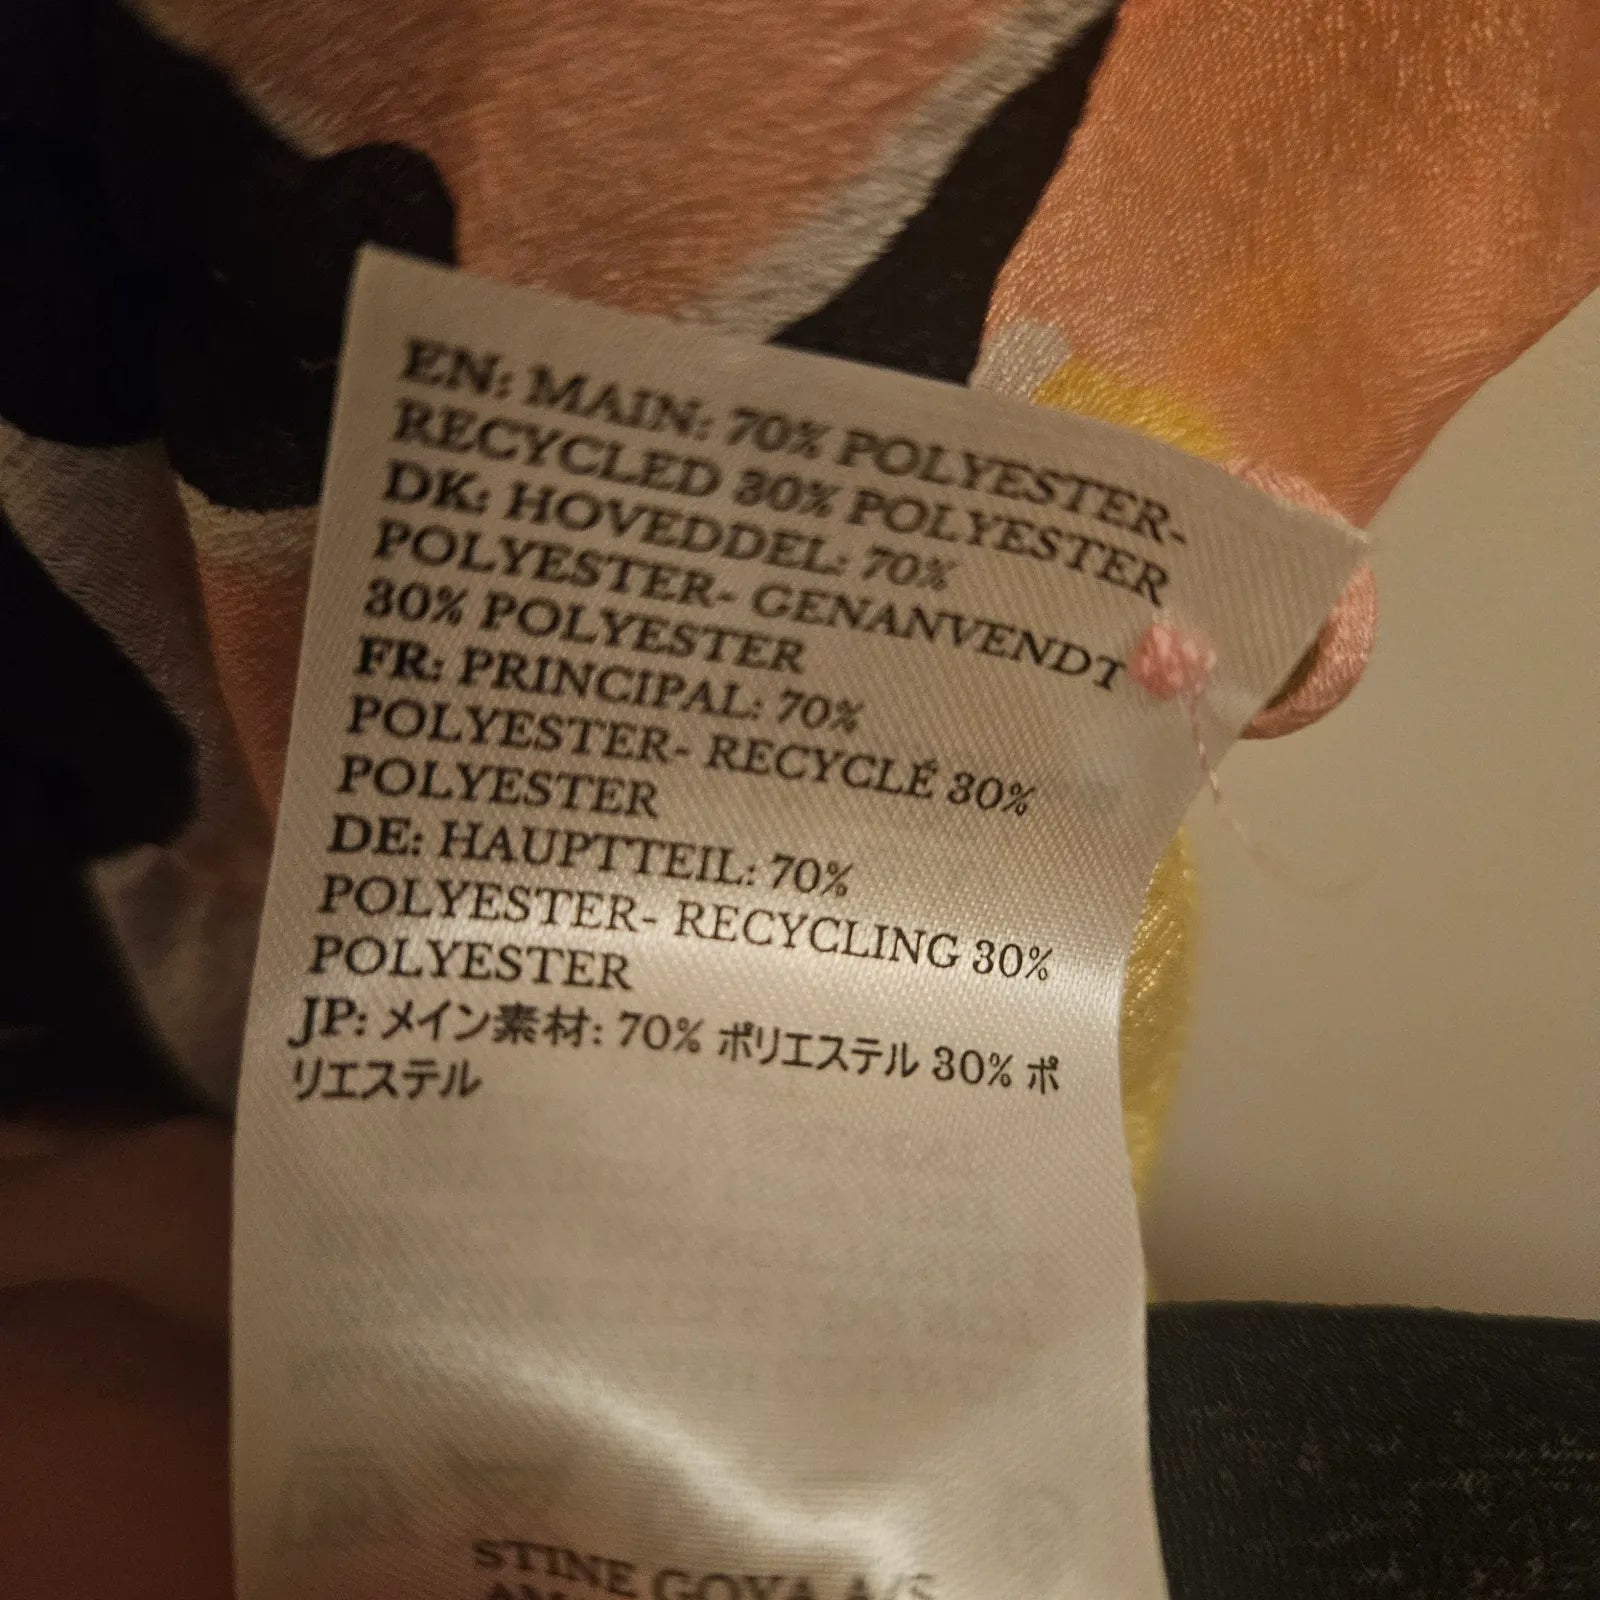 EN: MAIN: 70% POLYESTER-
RECYCLED 30% POLYESTER
DK: HOVEDDEL: 70%
POLYESTER- GENANVENDT
30% POLYESTER
FR: PRINCIPAL: 70%
POLYESTER- RECYCLÉ 30%
POLYESTER
DE: HAUPTTEIL: 70%
POLYESTER- RECYCLING 30%
POLYESTER
JP: メイン素材: 70% ポリエステル 30% ポ
リエステル
STINE GOYA A/S